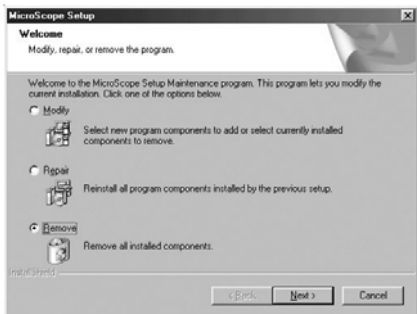 MicroScope Setup
Welcome
Modify, repair, or remove the program.
Welcome to the MicroScope Setup Maintenance program. This program lets you modify the
current installation. Click one of the options below.
Modify
Select new program components to add or select currently installed
components to remove.
Repair
Reinstall all program components installed by the previous setup.
Remove
Remove all installed components.
InstallShield
< Back
Next >
Cancel